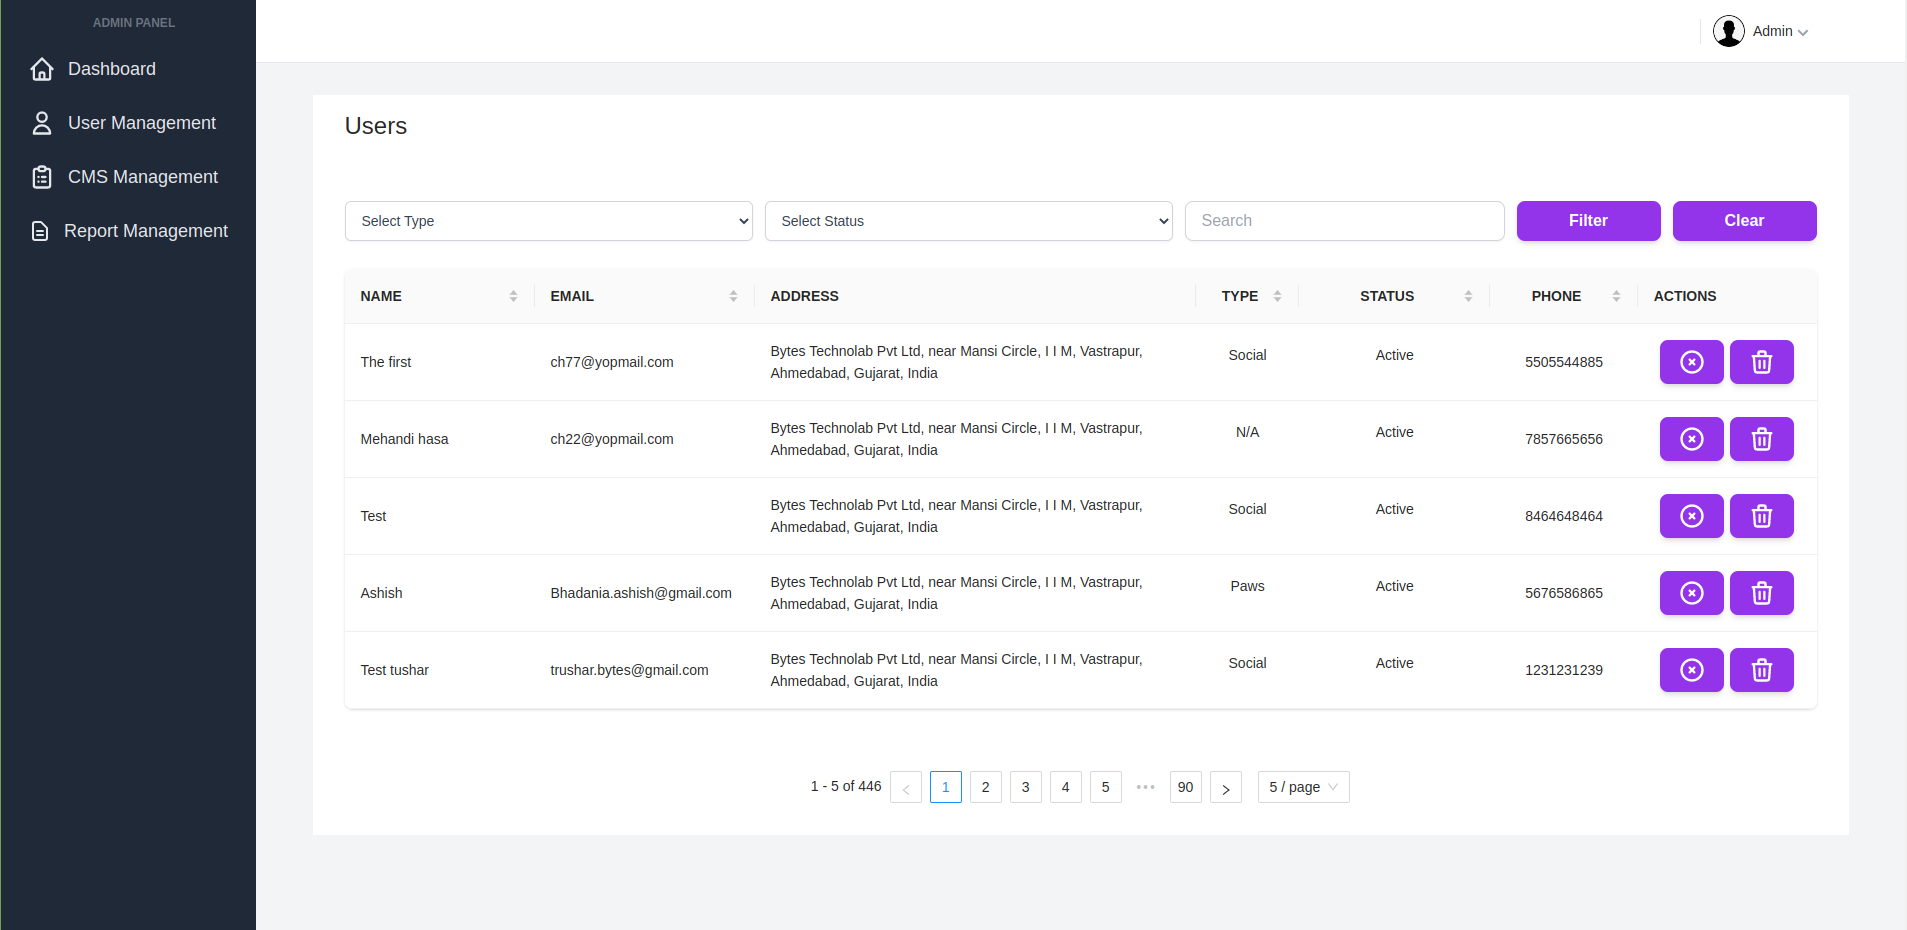 ADMIN PANEL
Dashboard
User Management
CMS Management
Report Management
Admin
Users
Select Type
Select Status
Search
Filter
Clear
NAME EMAIL ADDRESS TYPE STATUS PHONE ACTIONS
The first ch77@yopmail.com Bytes Technolab Pvt Ltd, near Mansi Circle, I I M, Vastrapur, Social Active 5505544885
Ahmedabad, Gujarat, India
Mehandi hasa ch22@yopmail.com Bytes Technolab Pvt Ltd, near Mansi Circle, I I M, Vastrapur, N/A Active 7857665656
Ahmedabad, Gujarat, India
Test Bytes Technolab Pvt Ltd, near Mansi Circle, I I M, Vastrapur, Social Active 8464648464
Ahmedabad, Gujarat, India
Ashish Bhadania.ashish@gmail.com Bytes Technolab Pvt Ltd, near Mansi Circle, I I M, Vastrapur, Paws Active 5676586865
Ahmedabad, Gujarat, India
Test tushar trushar.bytes@gmail.com Bytes Technolab Pvt Ltd, near Mansi Circle, I I M, Vastrapur, Social Active 1231231239
Ahmedabad, Gujarat, India
1 - 5 of 446 < 1 2 3 4 5 ••• 90 > 5 / page